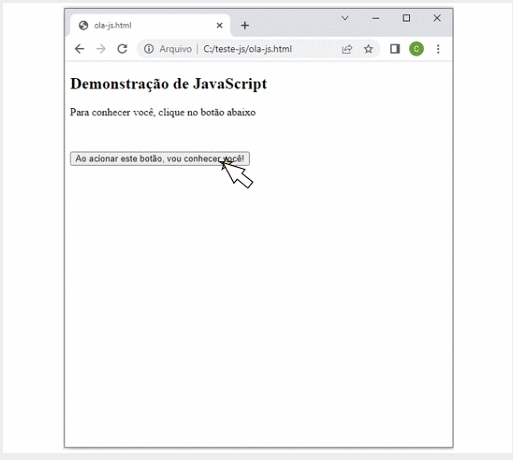 ola-js.html
Arquivo | C:/teste-js/ola-js.html
C
Demonstração de JavaScript
Para conhecer você, clique no botão abaixo
Ao acionar este botão, vou conhecer você!